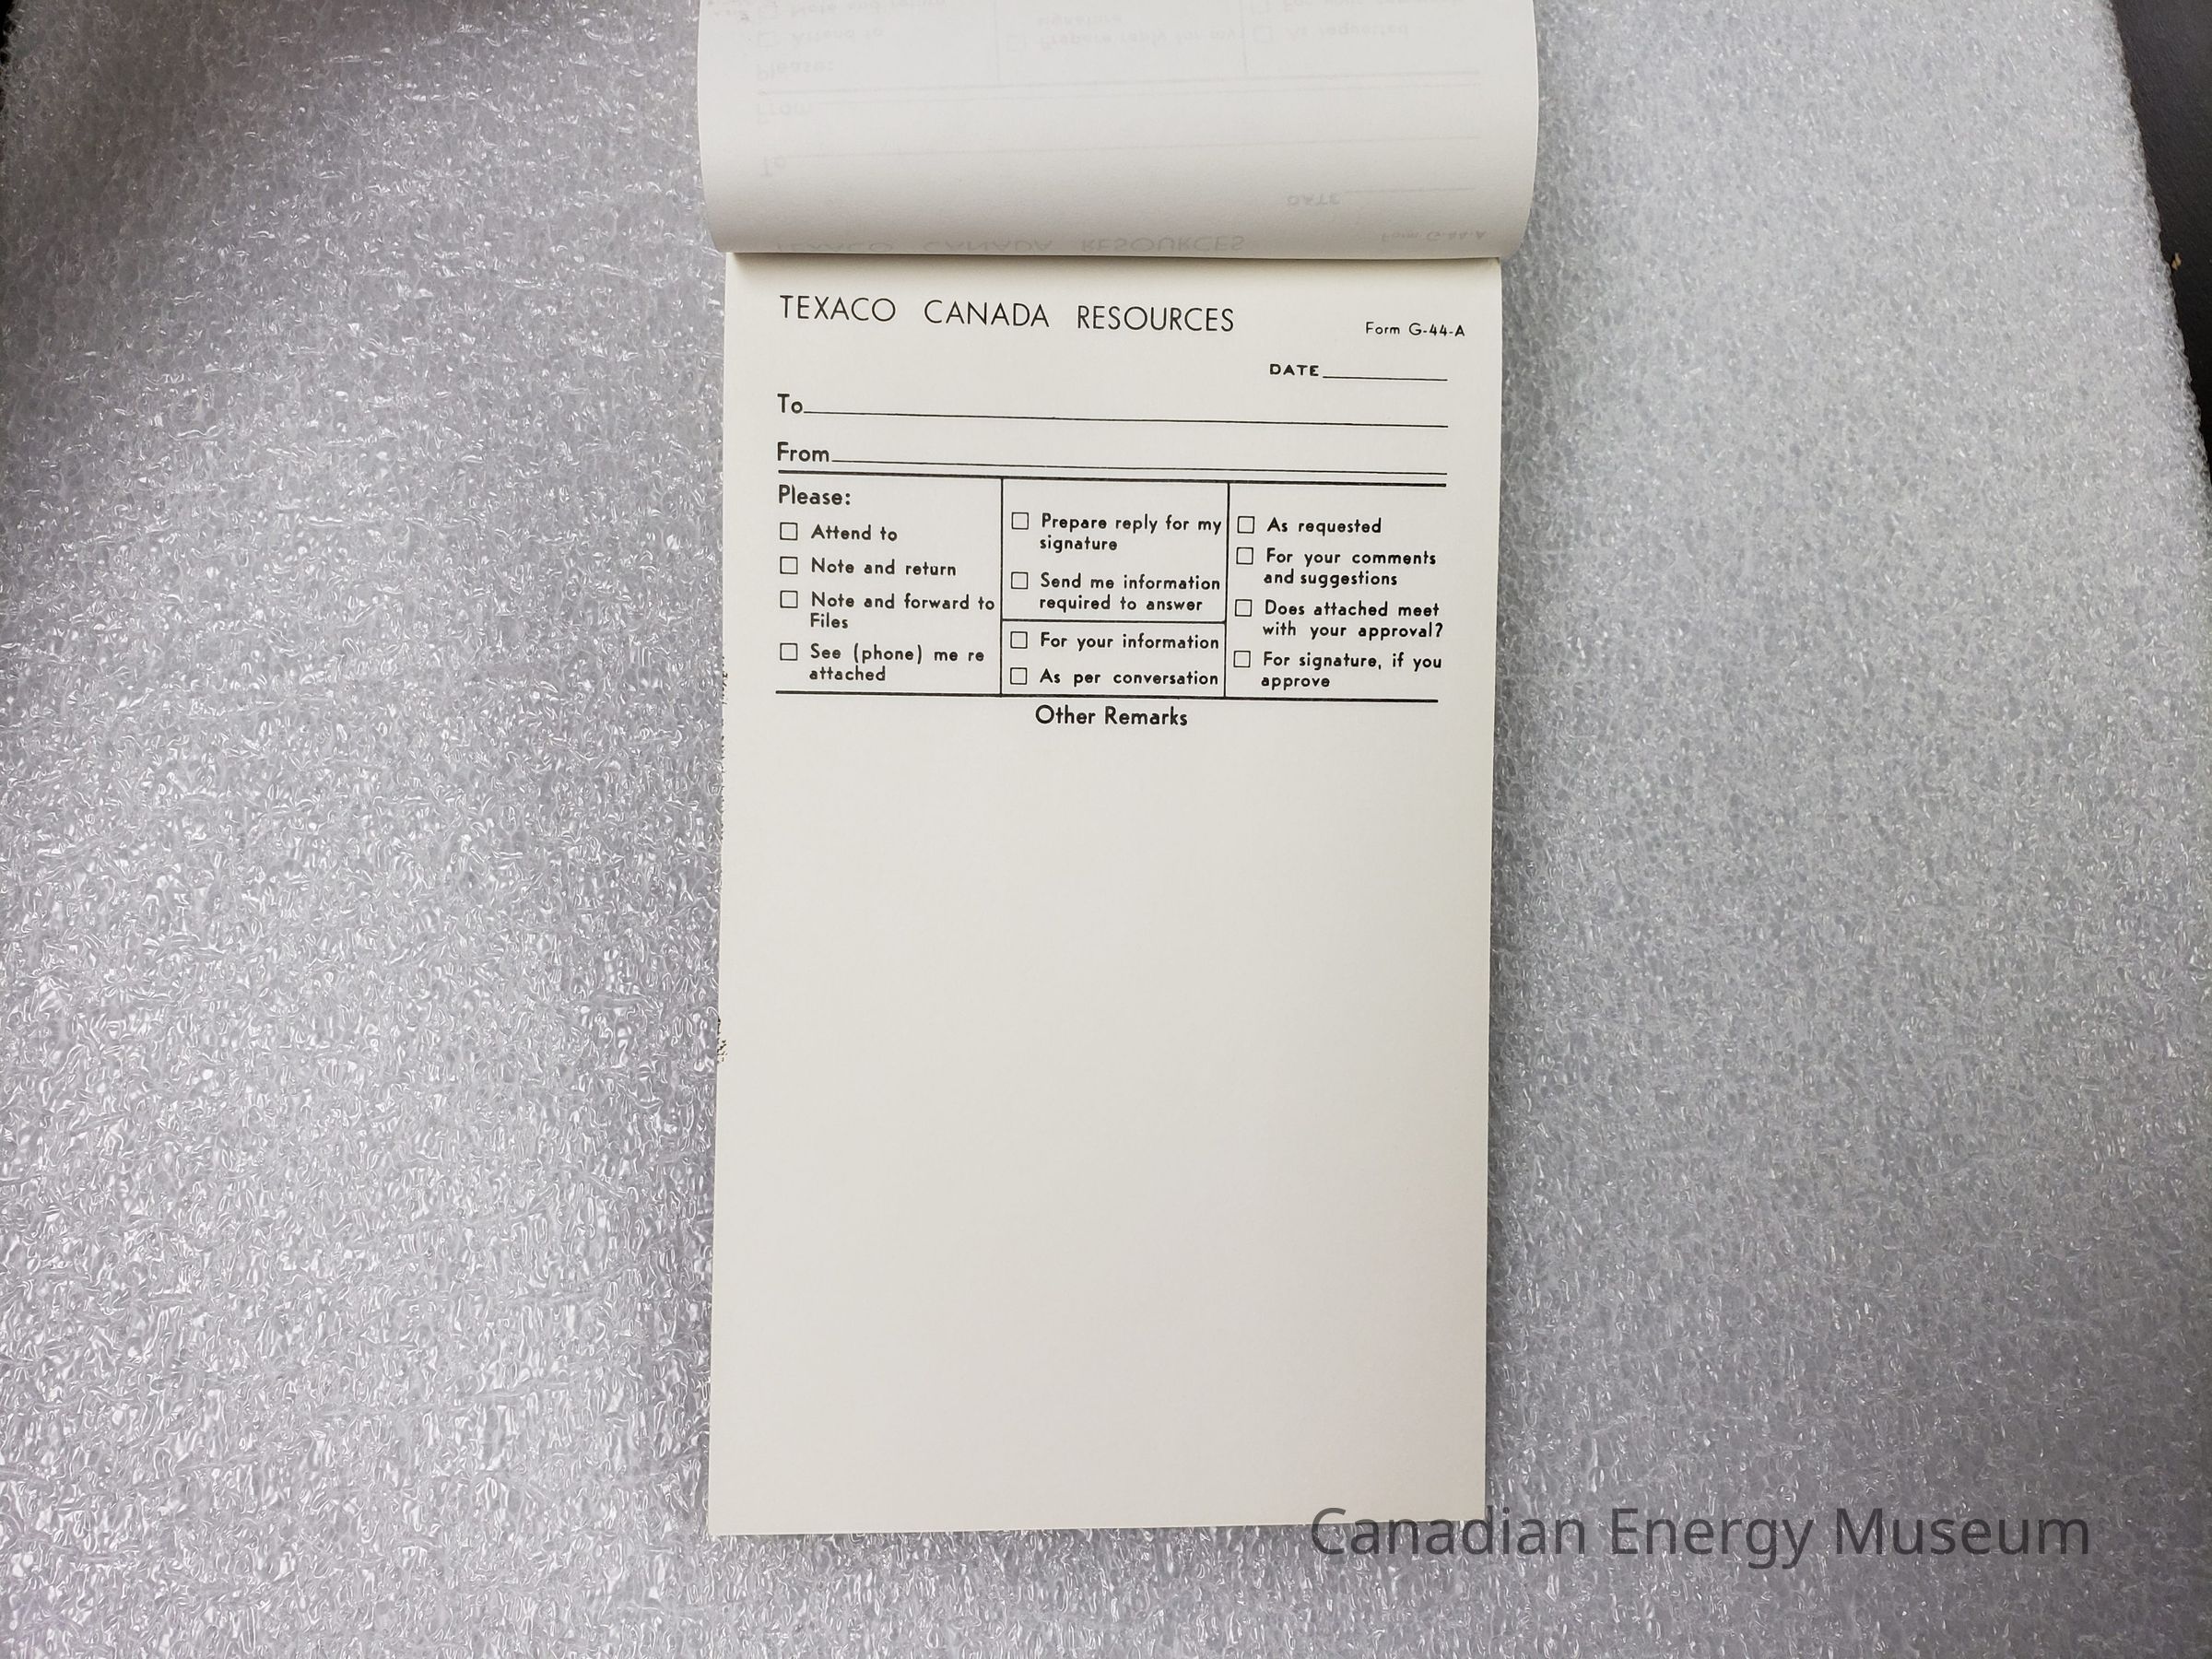 TEXACO CANADA RESOURCES
Form G-44-A
DATE
To
From
Please:
Attend to
Note and return
Note and forward to
Files
See (phone) me re
attached
Prepare reply for my
signature
Send me information
required to answer
For your information
As per conversation
As requested
For your comments
and suggestions
Does attached meet
with your approval?
For signature, if you
approve
Other Remarks
Canadian Energy Museum